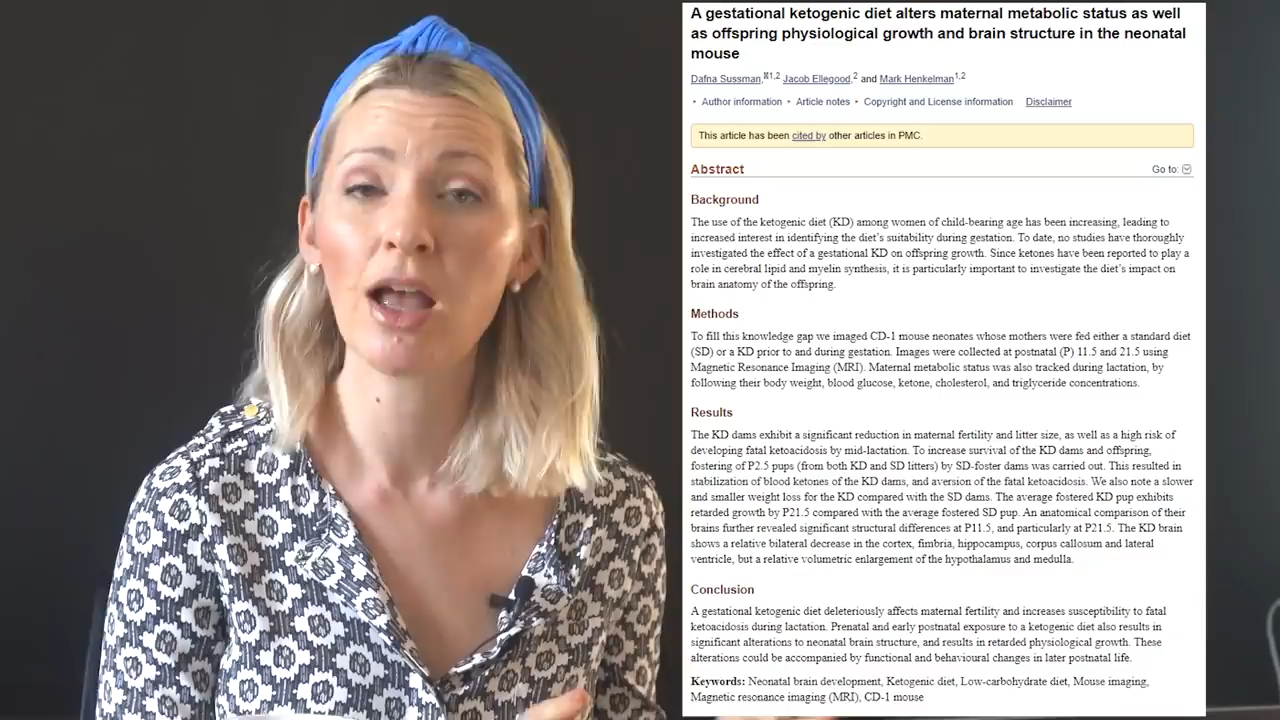 A gestational ketogenic diet alters maternal metabolic status as well
as offspring physiological growth and brain structure in the neonatal
mouse
Dafna Sussman,✉1,2 Jacob Ellegood,2 and Mark Henkelman1,2
▸ Author information ▸ Article notes ▸ Copyright and License information Disclaimer
This article has been cited by other articles in PMC.
Abstract Go to:
Background
The use of the ketogenic diet (KD) among women of child-bearing age has been increasing, leading to
increased interest in identifying the diet's suitability during gestation. To date, no studies have thoroughly
investigated the effect of a gestational KD on offspring growth. Since ketones have been reported to play a
role in cerebral lipid and myelin synthesis, it is particularly important to investigate the diet's impact on
brain anatomy of the offspring.
Methods
To fill this knowledge gap we imaged CD-1 mouse neonates whose mothers were fed either a standard diet
(SD) or a KD prior to and during gestation. Images were collected at postnatal (P) 11.5 and 21.5 using
Magnetic Resonance Imaging (MRI). Maternal metabolic status was also tracked during lactation, by
following their body weight, blood glucose, ketone, cholesterol, and triglyceride concentrations.
Results
The KD dams exhibit a significant reduction in maternal fertility and litter size, as well as a high risk of
developing fatal ketoacidosis by mid-lactation. To increase survival of the KD dams and offspring,
fostering of P2.5 pups (from both KD and SD litters) by SD-foster dams was carried out. This resulted in
stabilization of blood ketones of the KD dams, and aversion of the fatal ketoacidosis. We also note a slower
and smaller weight loss for the KD compared with the SD dams. The average fostered KD pup exhibits
retarded growth by P21.5 compared with the average fostered SD pup. An anatomical comparison of their
brains further revealed significant structural differences at P11.5, and particularly at P21.5. The KD brain
shows a relative bilateral decrease in the cortex, fimbria, hippocampus, corpus callosum and lateral
ventricle, but a relative volumetric enlargement of the hypothalamus and medulla.
Conclusion
A gestational ketogenic diet deleteriously affects maternal fertility and increases susceptibility to fatal
ketoacidosis during lactation. Prenatal and early postnatal exposure to a ketogenic diet also results in
significant alterations to neonatal brain structure, and results in retarded physiological growth. These
alterations could be accompanied by functional and behavioural changes in later postnatal life.
Keywords: Neonatal brain development, Ketogenic diet, Low-carbohydrate diet, Mouse imaging,
Magnetic resonance imaging (MRI), CD-1 mouse